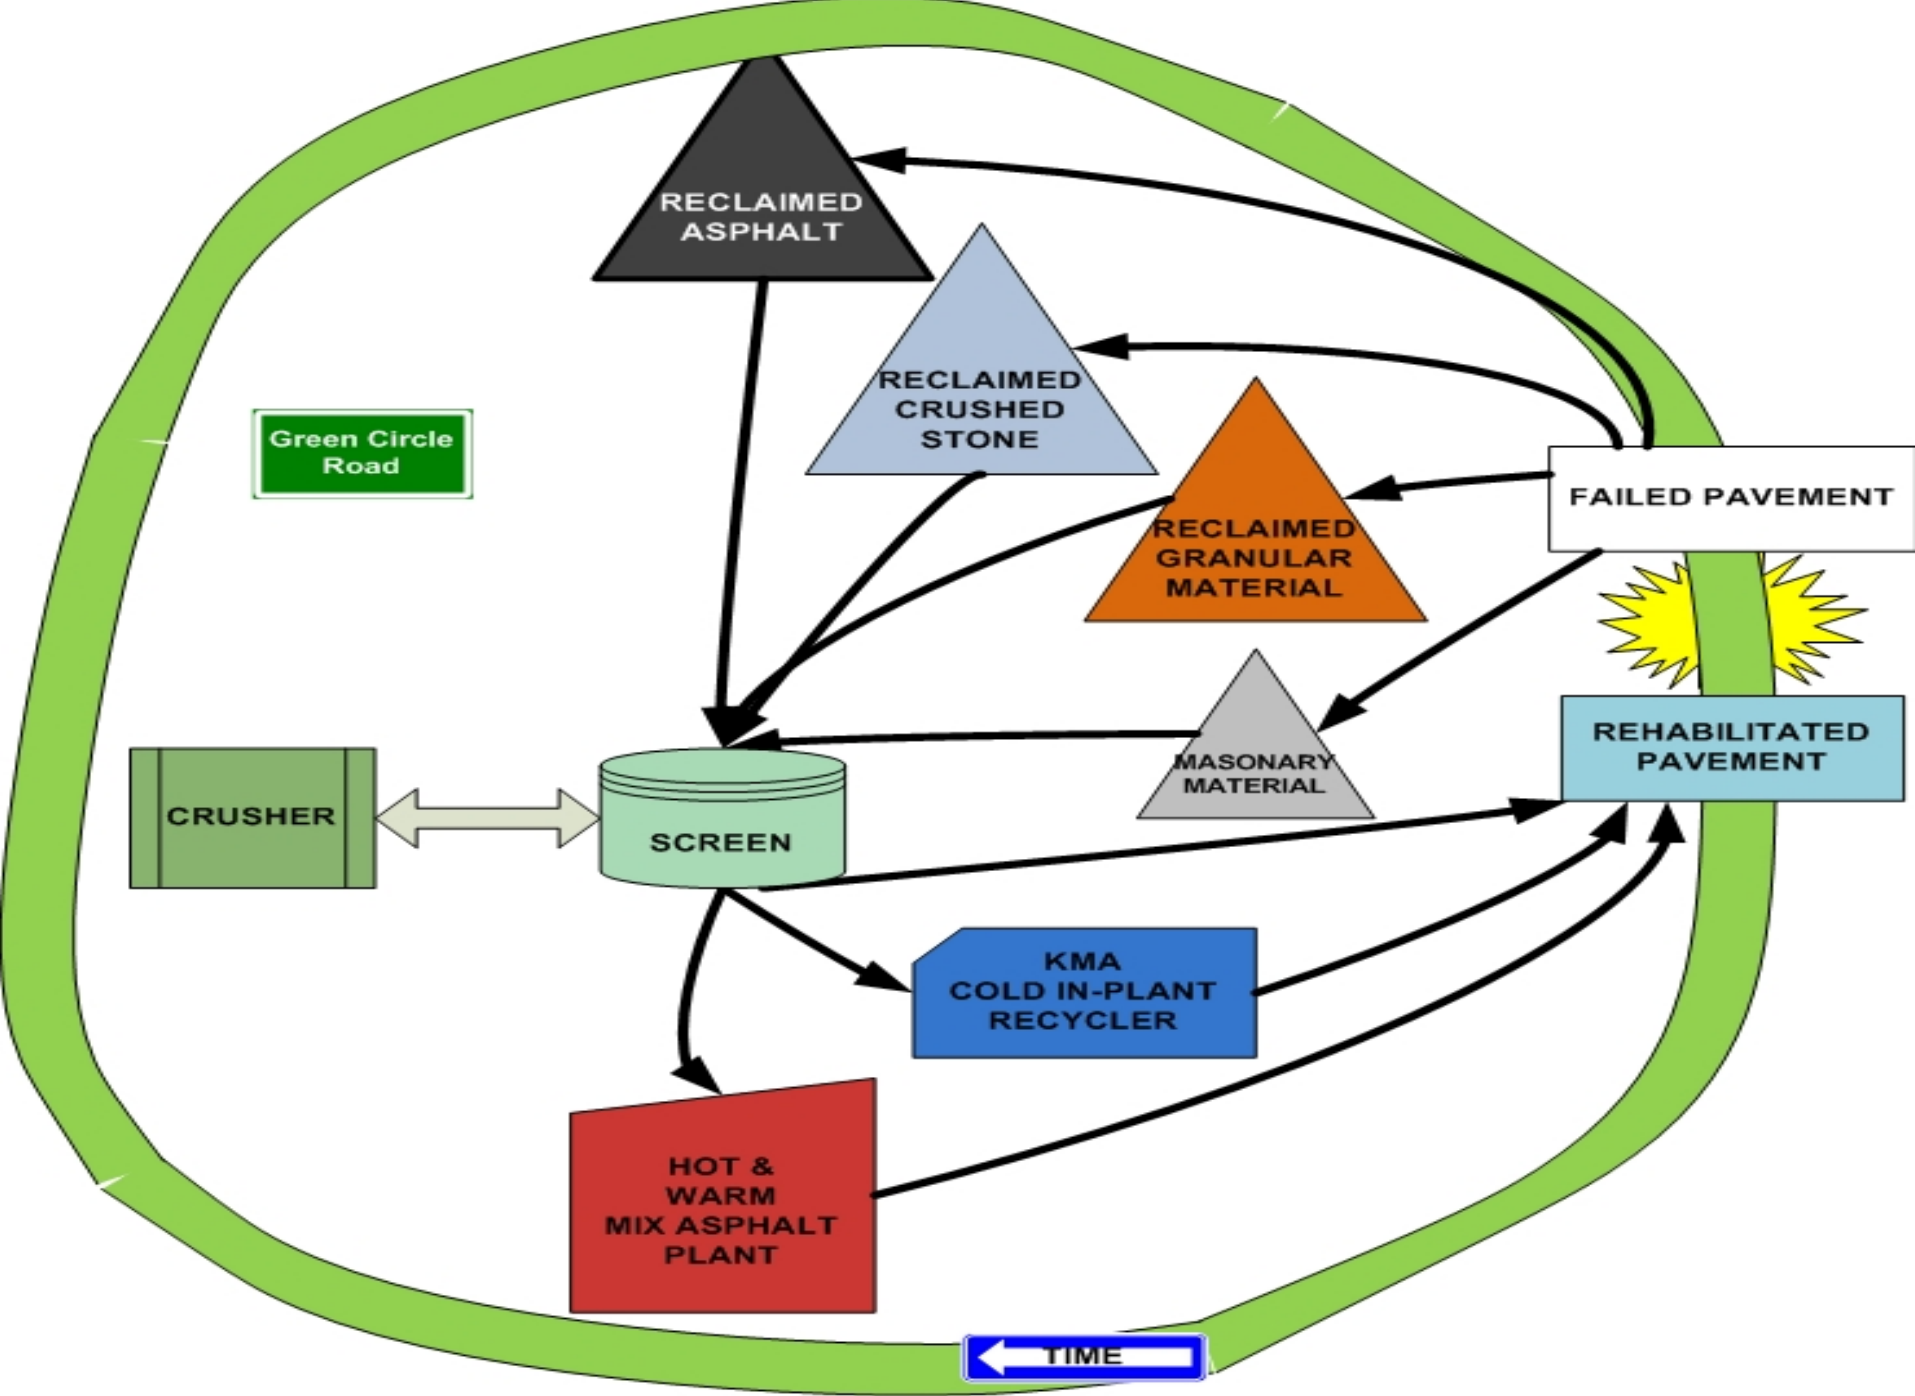 RECLAIMED
ASPHALT
RECLAIMED
CRUSHED
STONE
Green Circle
Road
RECLAIMED
GRANULAR
MATERIAL
FAILED PAVEMENT
MASONARY
MATERIAL
REHABILITATED
PAVEMENT
CRUSHER
SCREEN
KMA
COLD IN-PLANT
RECYCLER
HOT &
WARM
MIX ASPHALT
PLANT
TIME